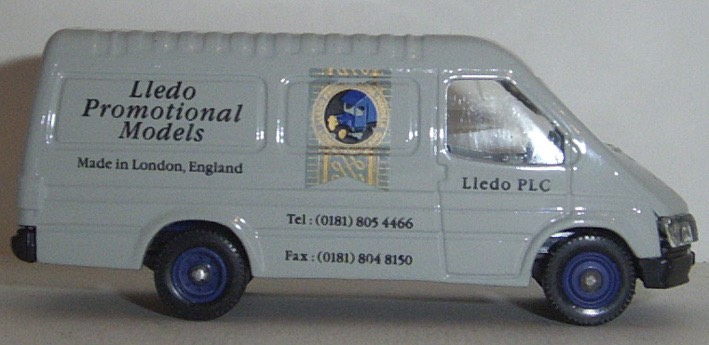 Lledo
Promotional
Models
Made in London, England
Lledo PLC
Tel : (0181) 805 4466
Fax : (0181) 804 8150